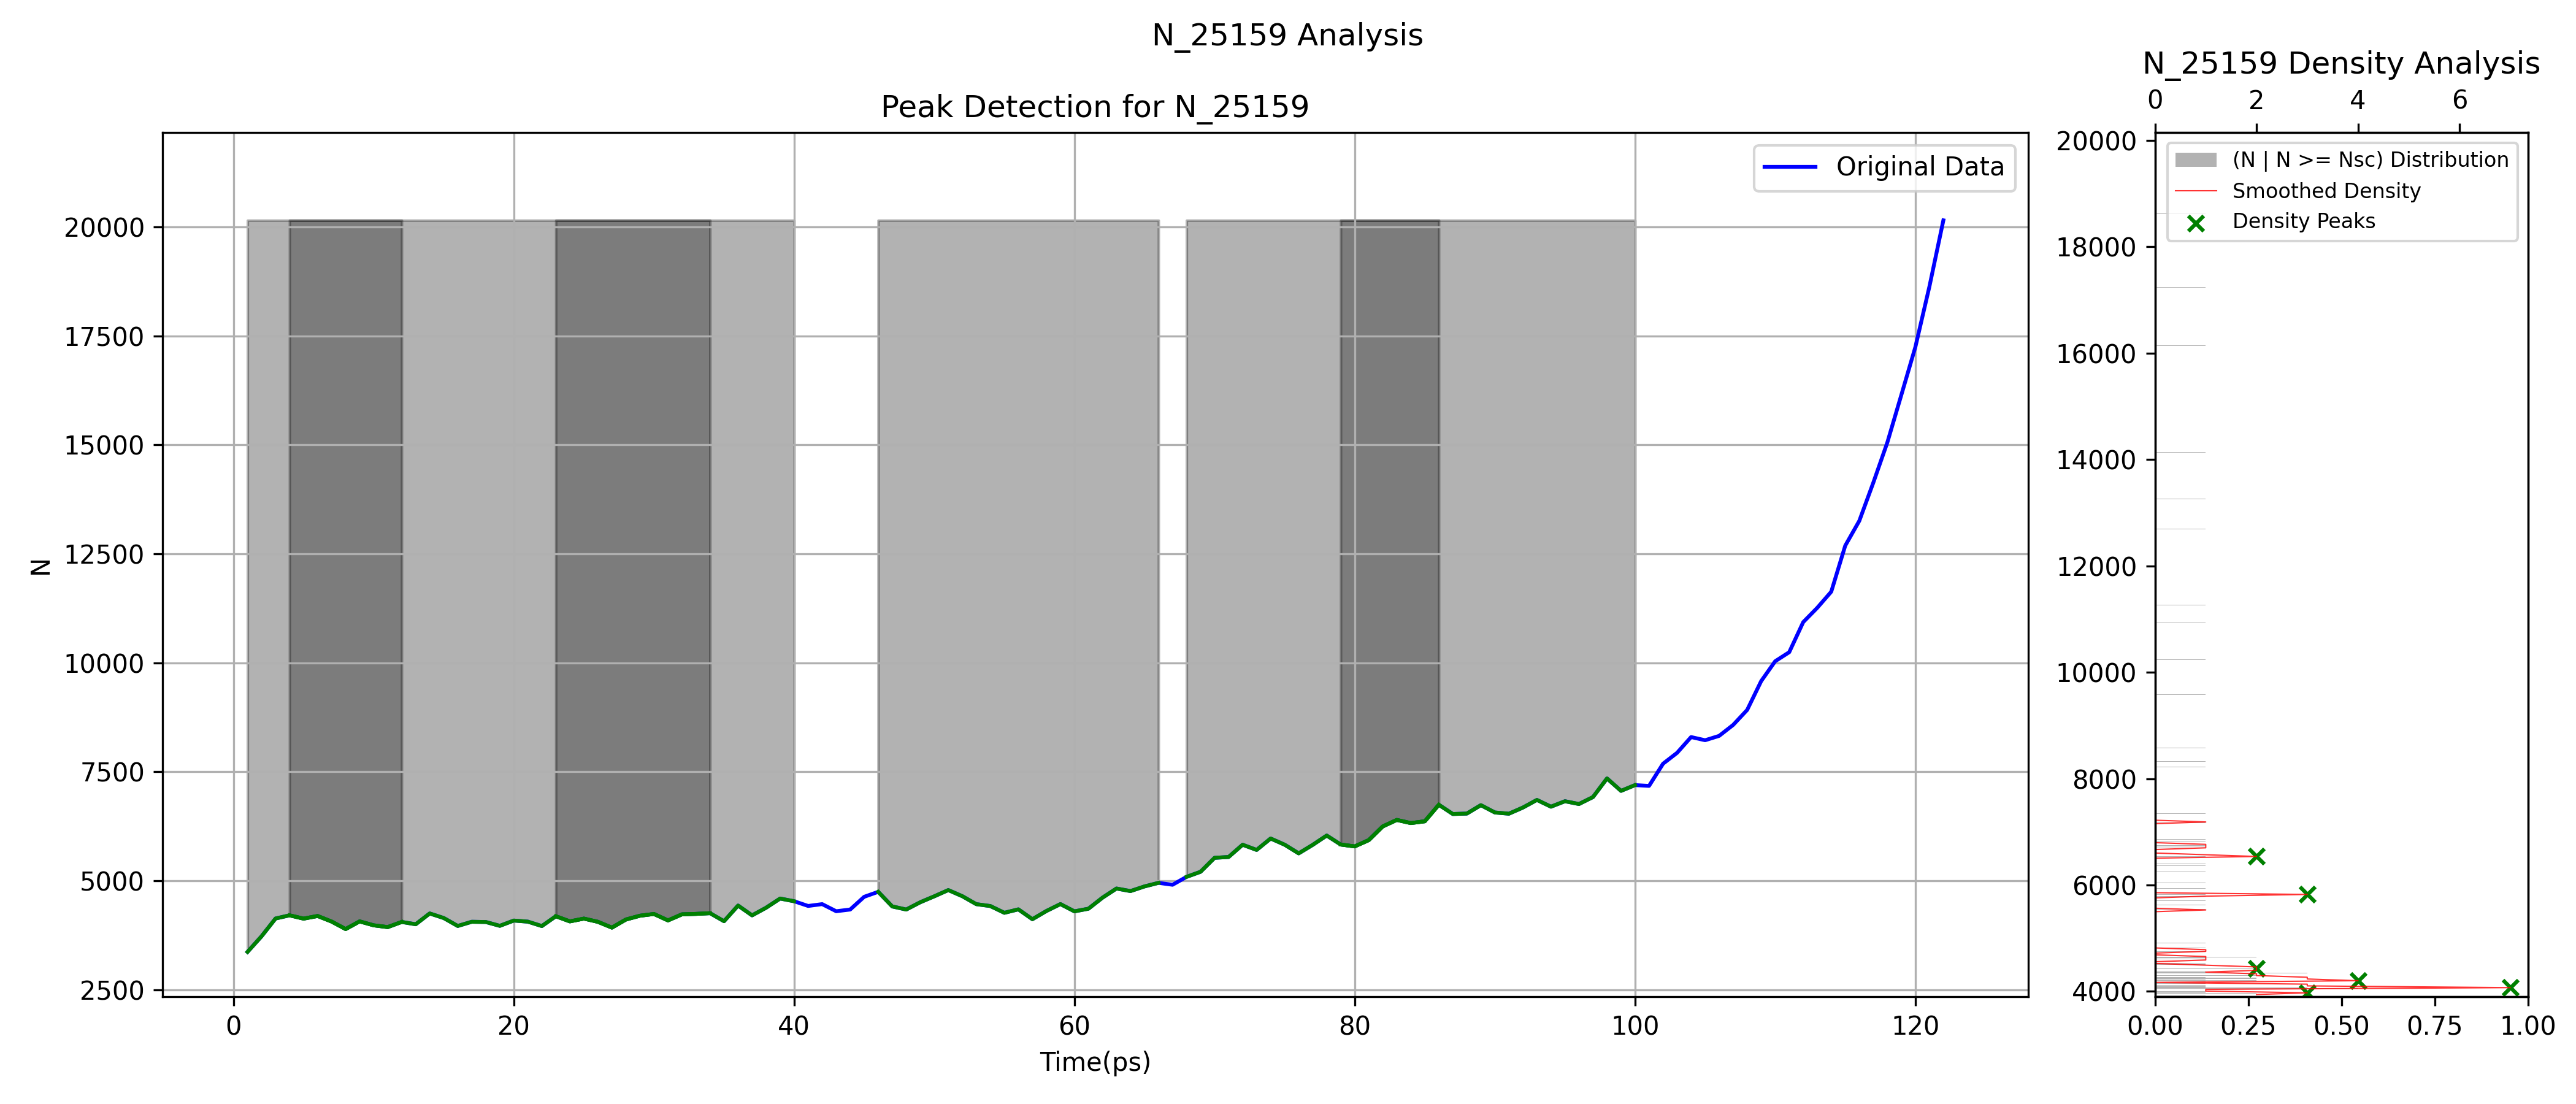 N_25159 Analysis
Peak Detection for N_25159
N
20000
17500
15000
12500
10000
7500
5000
2500
Original Data
0
20
40
60
80
100
120
Time(ps)
N_25159 Density Analysis
0 2 4 6
20000
18000
16000
14000
12000
10000
8000
6000
4000
(N | N >= Nsc) Distribution
Smoothed Density
Density Peaks
0.00 0.25 0.50 0.75 1.00